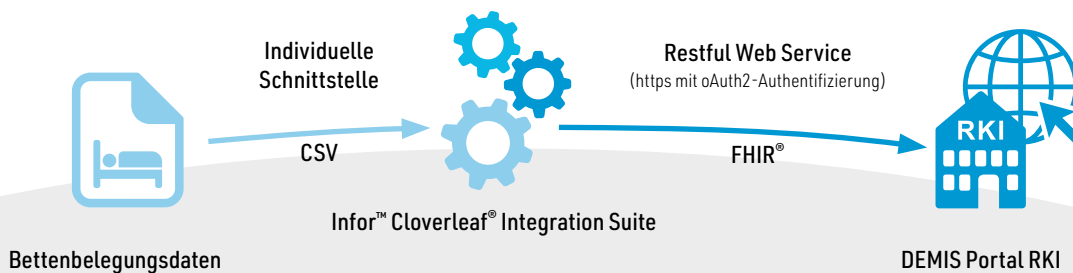 Individuelle
Schnittstelle
CSV
Infor™ Cloverleaf® Integration Suite
Restful Web Service
(https mit oAuth2-Authentifizierung)
FHIR®
RKI
Bettenbelegungsdaten
DEMIS Portal RKI